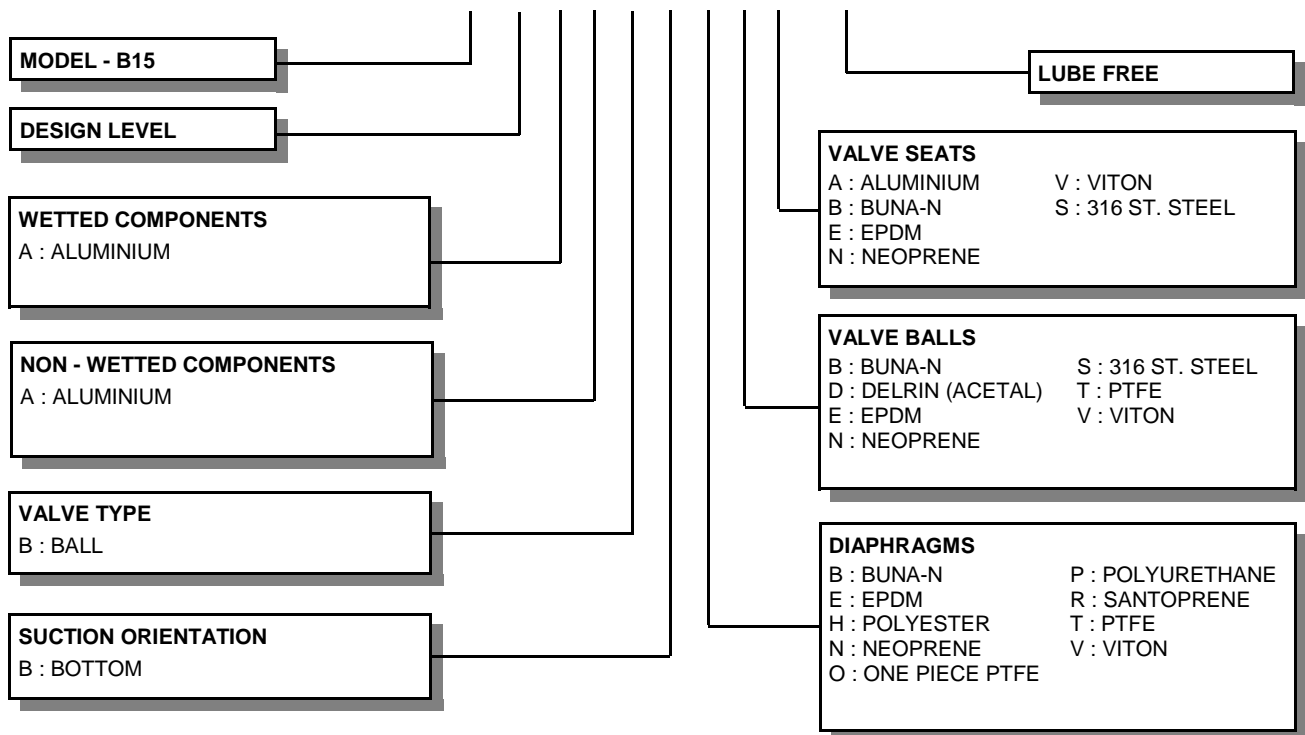 MODEL - B15
DESIGN LEVEL
WETTED COMPONENTS
A : ALUMINIUM
NON - WETTED COMPONENTS
A : ALUMINIUM
VALVE TYPE
B : BALL
SUCTION ORIENTATION
B : BOTTOM
LUBE FREE
VALVE SEATS
A : ALUMINIUM V : VITON
B : BUNA-N S : 316 ST. STEEL
E : EPDM
N : NEOPRENE
VALVE BALLS
B : BUNA-N S : 316 ST. STEEL
D : DELRIN (ACETAL) T : PTFE
E : EPDM V : VITON
N : NEOPRENE
DIAPHRAGMS
B : BUNA-N P : POLYURETHANE
E : EPDM R : SANTOPRENE
H : POLYESTER T : PTFE
N : NEOPRENE V : VITON
O : ONE PIECE PTFE